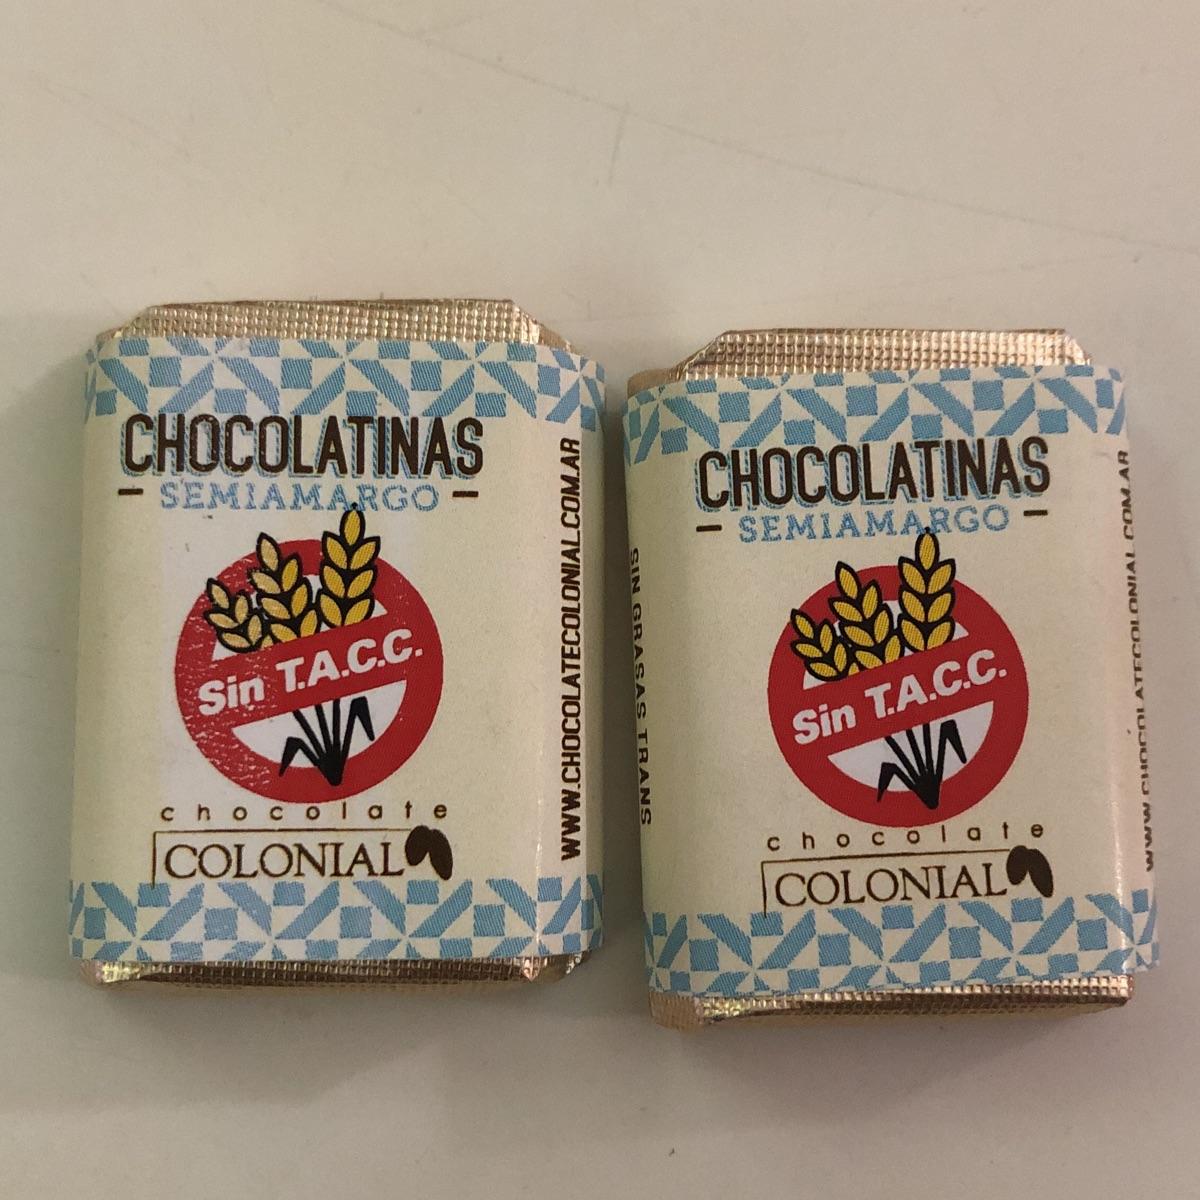 CHOCOLATINAS
- SEMIAMARGO -
Sin T.A.C.C.
chocolate
COLONIAL
WWW.CHOCOLATECOLONIAL.COM.AR
SIN GRASAS TRANS
CHOCOLATINAS
- SEMIAMARGO -
Sin T.A.C.C.
chocolate
COLONIAL
WWW.CHOCOLATECOLONIAL.COM.AR